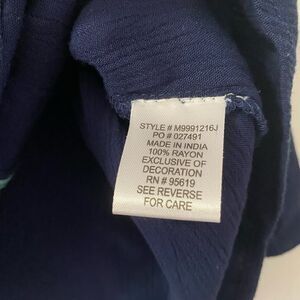 STYLE # M9991216J
PO # 027491
MADE IN INDIA
100% RAYON
EXCLUSIVE OF
DECORATION
RN # 95619
SEE REVERSE
FOR CARE